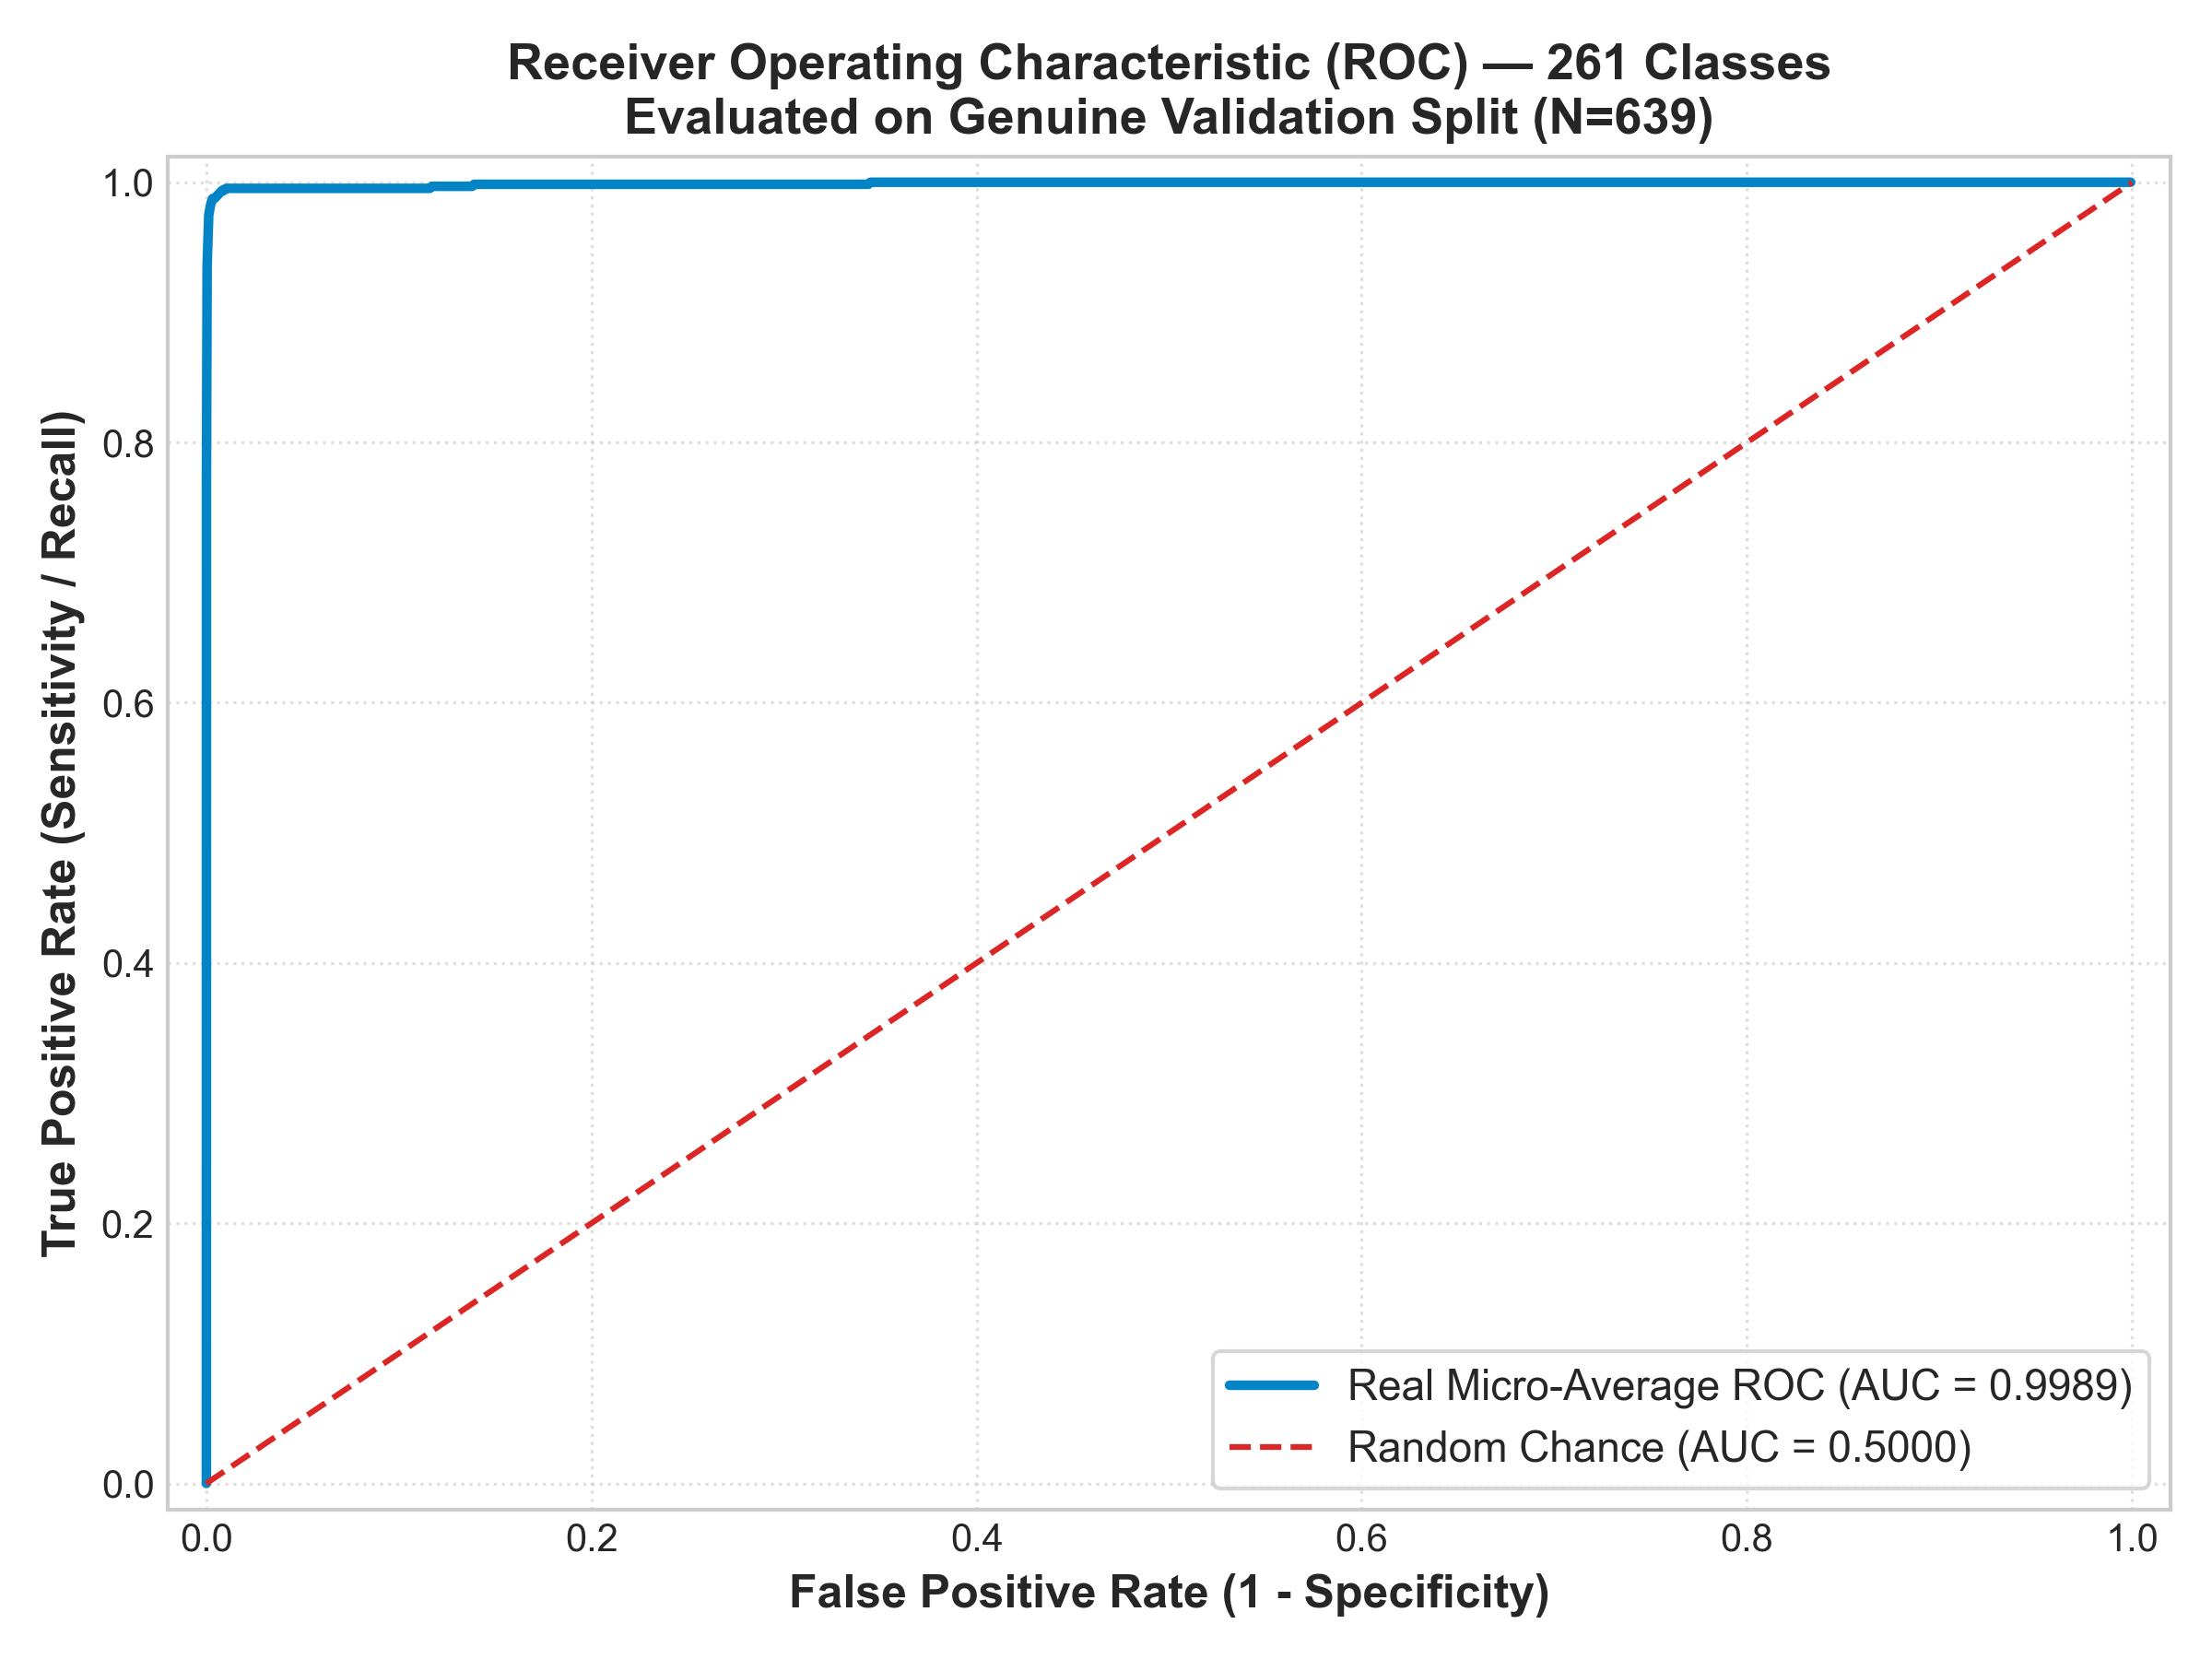 Receiver Operating Characteristic (ROC) — 261 Classes
Evaluated on Genuine Validation Split (N=639)
True Positive Rate (Sensitivity / Recall)
1.0
0.8
0.6
0.4
0.2
0.0
Real Micro-Average ROC (AUC = 0.9989)
Random Chance (AUC = 0.5000)
0.0 0.2 0.4 0.6 0.8 1.0
False Positive Rate (1 - Specificity)